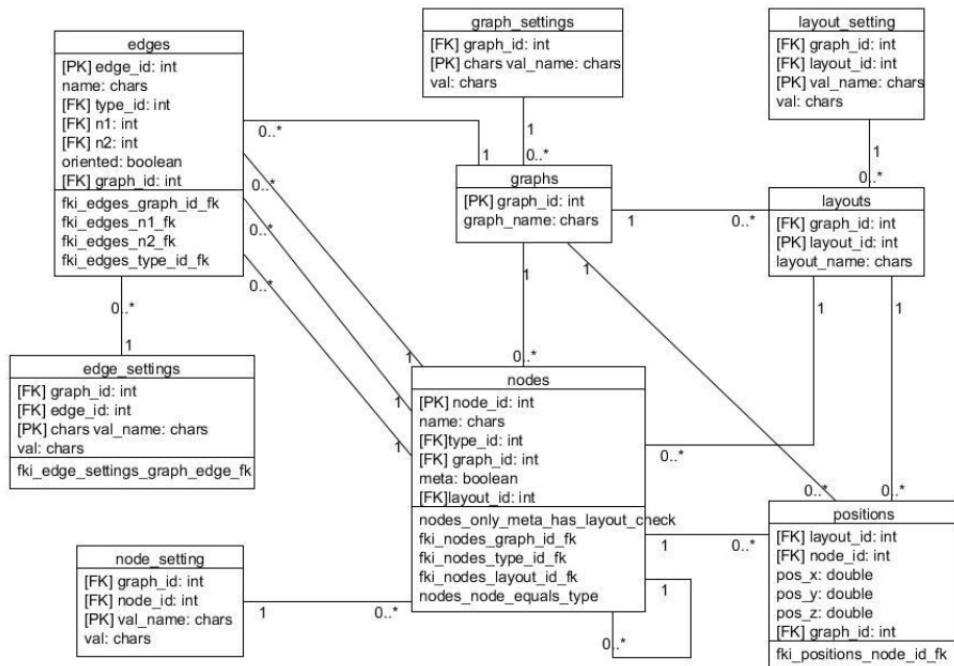 edges
[PK] edge_id: int
name: chars
[FK] type_id: int
[FK] n1: int
[FK] n2: int
oriented: boolean
[FK] graph_id: int
fki_edges_graph_id_fk
fki_edges_n1_fk
fki_edges_n2_fk
fki_edges_type_id_fk
graph_settings
[FK] graph_id: int
[PK] chars val_name: chars
val: chars
layout_setting
[FK] graph_id: int
[FK] layout_id: int
[PK] val_name: chars
val: chars
0..*
1
1
0..*
1
0..*
graphs
[PK] graph_id: int
graph_name: chars
1
0..*
layouts
[FK] graph_id: int
[PK] layout_id: int
layout_name: chars
0..*
0..*
0..*
1
1
1
1
0..*
1
edge_settings
[FK] graph_id: int
[FK] edge_id: int
[PK] chars val_name: chars
val: chars
fki_edge_settings_graph_edge_fk
1
1
1
0..*
nodes
[PK] node_id: int
name: chars
[FK]type_id: int
[FK] graph_id: int
meta: boolean
[FK]layout_id: int
nodes_only_meta_has_layout_check
fki_nodes_graph_id_fk
fki_nodes_type_id_fk
fki_nodes_layout_id_fk
nodes_node_equals_type
0..*
0..*
0..*
positions
[FK] layout_id: int
[FK] node_id: int
pos_x: double
pos_y: double
pos_z: double
[FK] graph_id: int
fki_positions_node_id_fk
1
0..*
node_setting
[FK] graph_id: int
[FK] node_id: int
[PK] val_name: chars
val: chars
1
0..*
1
0..*